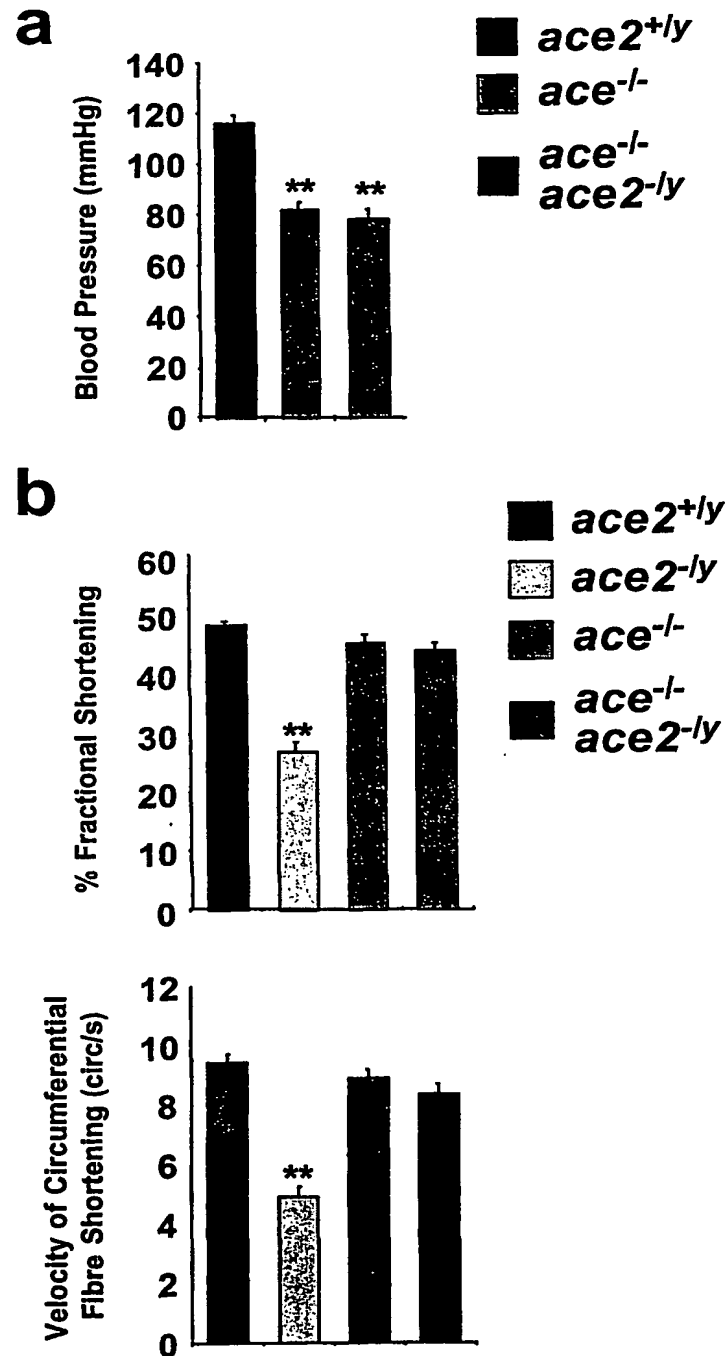 a
ace2+/y
ace-/-
ace-/-
ace2-/y
Blood Pressure (mmHg)
140
120
100
80
60
40
20
0
**
**
b
ace2+/y
ace2-/y
ace-/-
ace-/-
ace2-/y
% Fractional Shortening
60
50
40
30
20
10
0
**
Velocity of Circumferential
Fibre Shortening (circ/s)
12
10
8
6
4
2
0
**